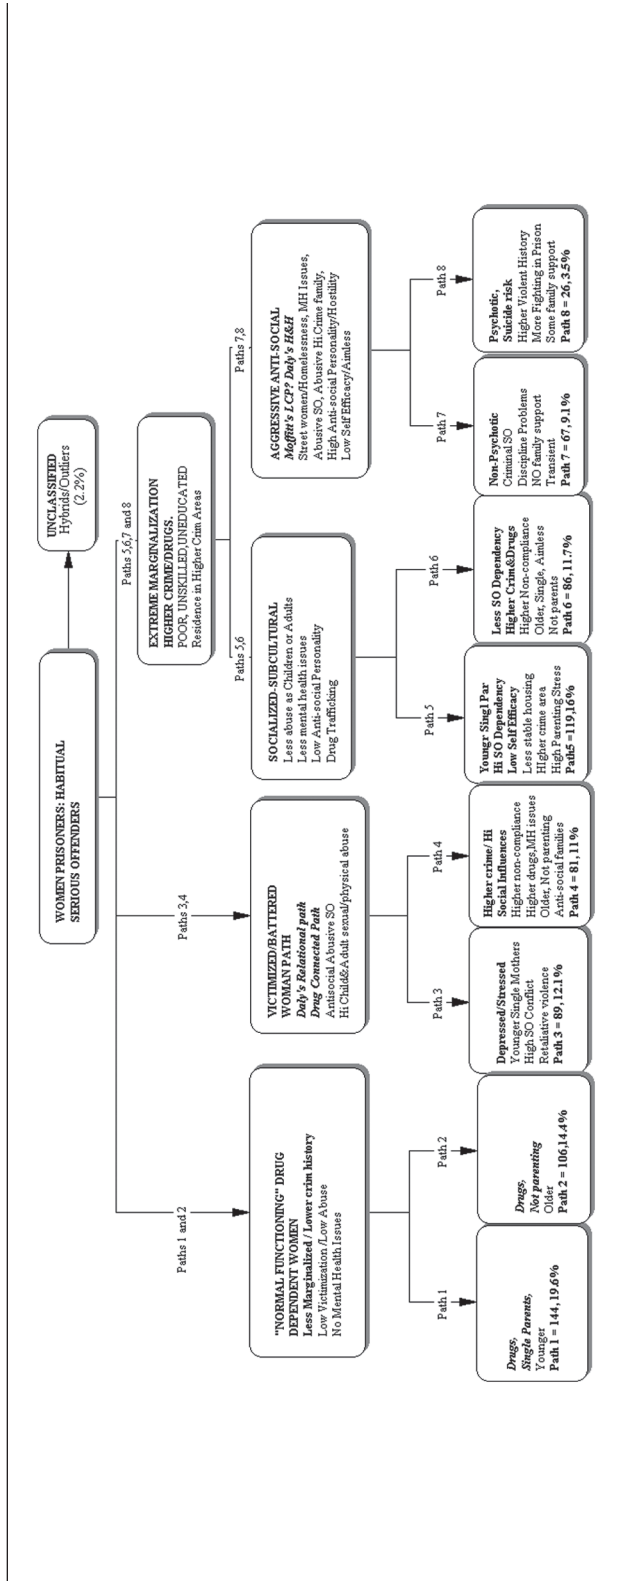 WOMEN PRISONERS: HABITUAL
SERIOUS OFFENDERS
UNCLASSIFIED
Hybrids/Outliers
(2.2%)
Paths 1 and 2
Paths 3,4
Paths 5,6,7 and 8
EXTREME MARGINALIZATION
HIGHER CRIME/DRUGS.
POOR, UNSKILLED,UNEDUCATED
Residence in Higher Crim Areas
Paths 5,6
Paths 7,8
"NORMAL FUNCTIONING" DRUG
DEPENDENT WOMEN
Less Marginalized / Lower crim history
Low Victimization /Low Abuse
No Mental Health Issues
VICTIMIZED/BATTERED
WOMAN PATH
Daly's Relational path
Drug Connected Path
Antisocial Abusive SO
Hi Child&Adult sexual/physical abuse
SOCIALIZED-SUBCULTURAL
Less abuse as Children or Adults
Less mental health issues
Low Anti-social Personality
Drug Trafficking
AGGRESSIVE ANTI-SOCIAL
Moffitt's LCP? Daly's H&H
Street women/Homelessness, MH Issues,
Abusive SO, Abusive Hi.Crime family,
High Anti-social Personality/Hostility
Low Self Efficacy/Aimless
Path 1
Path 2
Path 3
Path 4
Path 5
Path 6
Path 7
Path 8
Drugs,
Single Parents,
Younger
Path 1 = 144, 19.6%
Drugs,
Not parenting
Older
Path 2 = 106,14.4%
Depressed/Stressed
Younger Single Mothers
High SO Conflict
Retaliative violence
Path 3 = 89,12.1%
Higher crime/ Hi
Social Influences
Higher non-compliance
Higher drugs,MH issues
Older, Not parenting
Anti-social families
Path 4 = 81, 11%
Youngr Singl Par
Hi SO Dependency
Low Self Efficacy
Less stable housing
HIgher crime area
High Parenting Stress
Path5 =119,16%
Less SO Dependency
Higher Crim&Drugs
Higher Non-compliance
Older, Single, Aimless
Not parents
Path 6 = 86, 11.7%
Non-Psychotic
Criminal SO
Discipline Problems
NO family support
Transient
Path 7 = 67, 9.1%
Psychotic,
Suicide risk
Higher Violent History
More Fighting in Prison
Some family support
Path 8 = 26, 3.5%